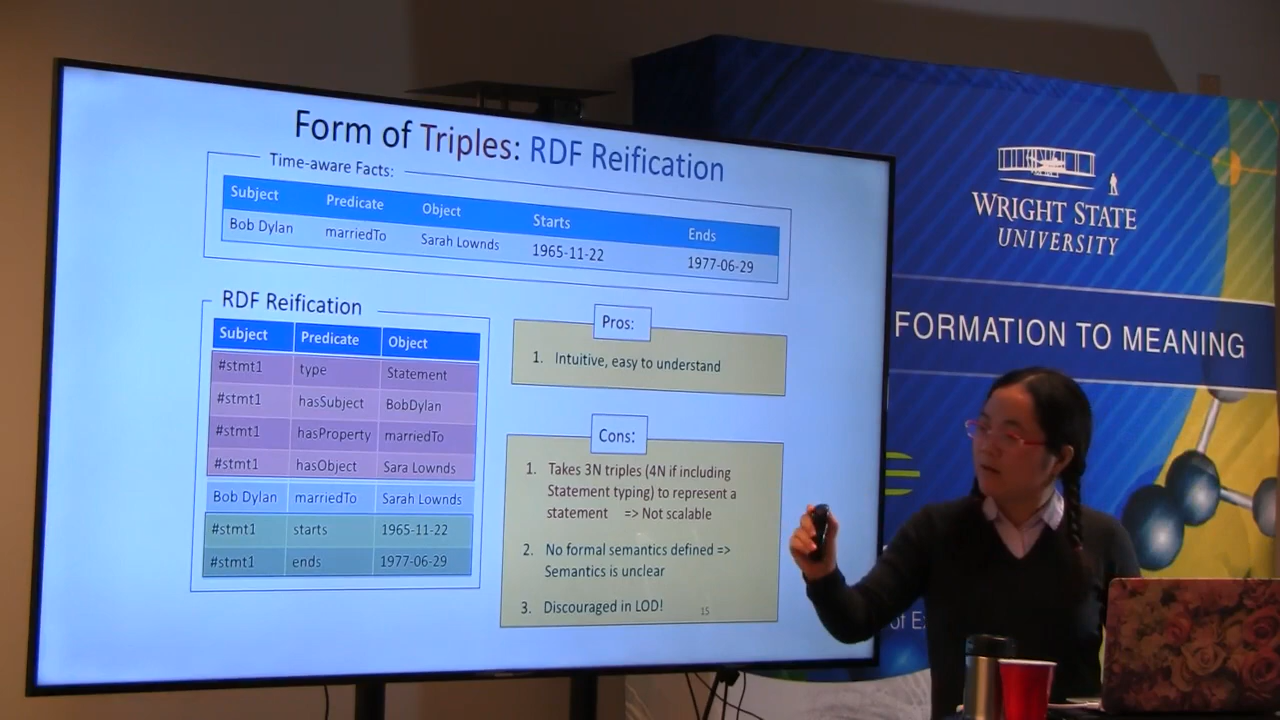 Form of Triples: RDF Reification
Time-aware Facts:
Subject Predicate Object Starts Ends
Bob Dylan marriedTo Sarah Lownds 1965-11-22 1977-06-29
RDF Reification
Subject Predicate Object
#stmt1 type Statement
#stmt1 hasSubject BobDylan
#stmt1 hasProperty marriedTo
#stmt1 hasObject Sara Lownds
Bob Dylan marriedTo Sarah Lownds
#stmt1 starts 1965-11-22
#stmt1 ends 1977-06-29
Pros:
1. Intuitive, easy to understand
Cons:
1. Takes 3N triples (4N if including
Statement typing) to represent a
statement => Not scalable
2. No formal semantics defined =>
Semantics is unclear
3. Discouraged in LOD!
15
WRIGHT STATE
UNIVERSITY
FORMATION TO MEANING
of E